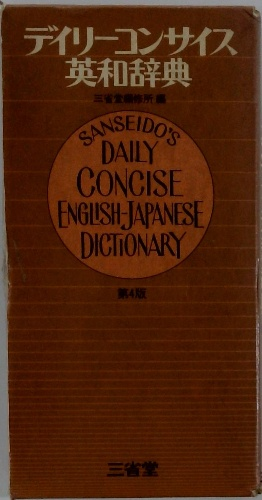 デイリーコンサイス
英和辞典
三省堂編修所 編
SANSEIDO'S
DAILY
CONCISE
ENGLISH-JAPANESE
DICTIONARY
第4版
三省堂